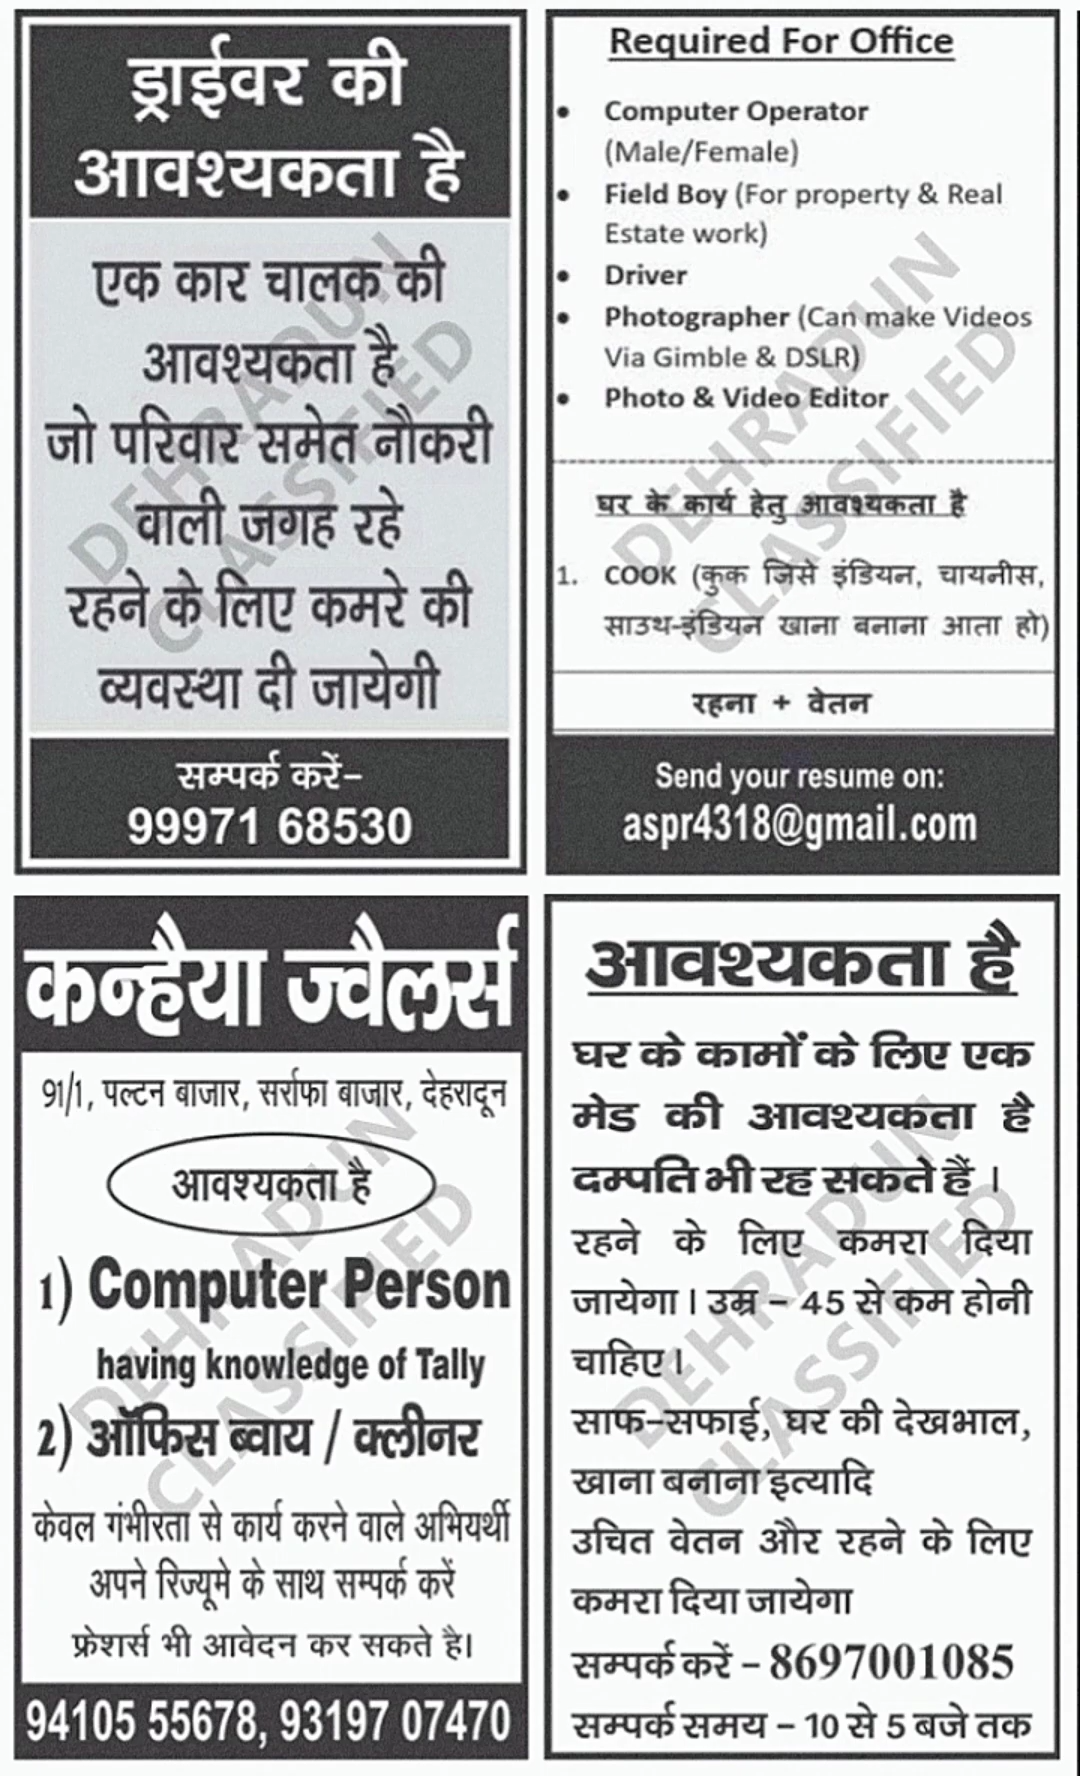 ड्राईवर की
आवश्यकता है
एक कार चालक की
आवश्यकता है
जो परिवार समेत नौकरी
वाली जगह रहे
रहने के लिए कमरे की
व्यवस्था दी जायेगी
सम्पर्क करें–
99971 68530
DEHRADUN
CLASSIFIED
Required For Office
• Computer Operator
(Male/Female)
• Field Boy (For property & Real
Estate work)
• Driver
• Photographer (Can make Videos
Via Gimble & DSLR)
• Photo & Video Editor
घर के कार्य हेतु आवश्यकता है
1. COOK (कुक जिसे इंडियन, चायनीस,
साउथ-इंडियन खाना बनाना आता हो)
रहना + वेतन
Send your resume on:
aspr4318@gmail.com
DEHRADUN
CLASSIFIED
कन्हैया ज्वैलर्स
91/1, पल्टन बाजार, सर्राफा बाजार, देहरादून
आवश्यकता है
1) Computer Person
having knowledge of Tally
2) ऑफिस ब्वाय / क्लीनर
केवल गंभीरता से कार्य करने वाले अभियर्थी
अपने रिज्यूमे के साथ सम्पर्क करें
फ्रेशर्स भी आवेदन कर सकते है।
94105 55678, 93197 07470
DEHRADUN
CLASSIFIED
आवश्यकता है
घर के कामों के लिए एक
मेड की आवश्यकता है
दम्पति भी रह सकते हैं ।
रहने के लिए कमरा दिया
जायेगा । उम्र – 45 से कम होनी
चाहिए ।
साफ–सफाई, घर की देखभाल,
खाना बनाना इत्यादि
उचित वेतन और रहने के लिए
कमरा दिया जायेगा
सम्पर्क करें – 8697001085
सम्पर्क समय – 10 से 5 बजे तक
DEHRADUN
CLASSIFIED